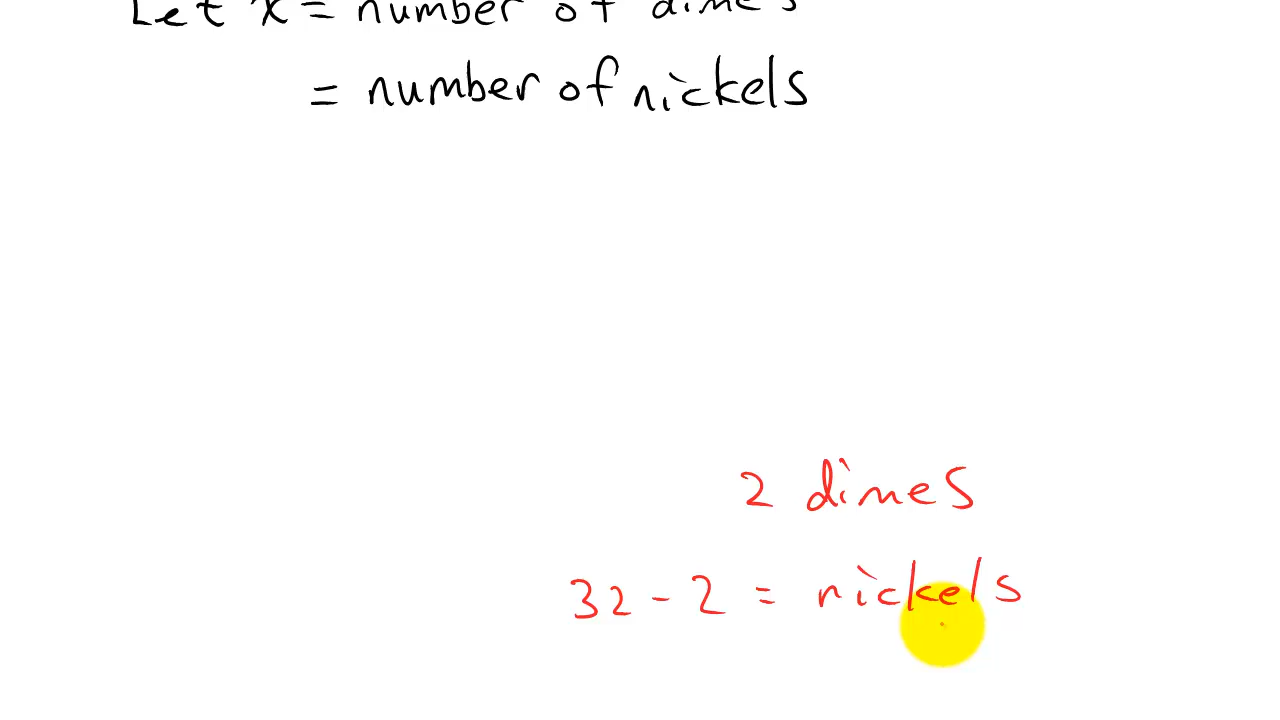 Let x = number of dimes
= number of nickels
2 dimes
32 - 2 = nickels